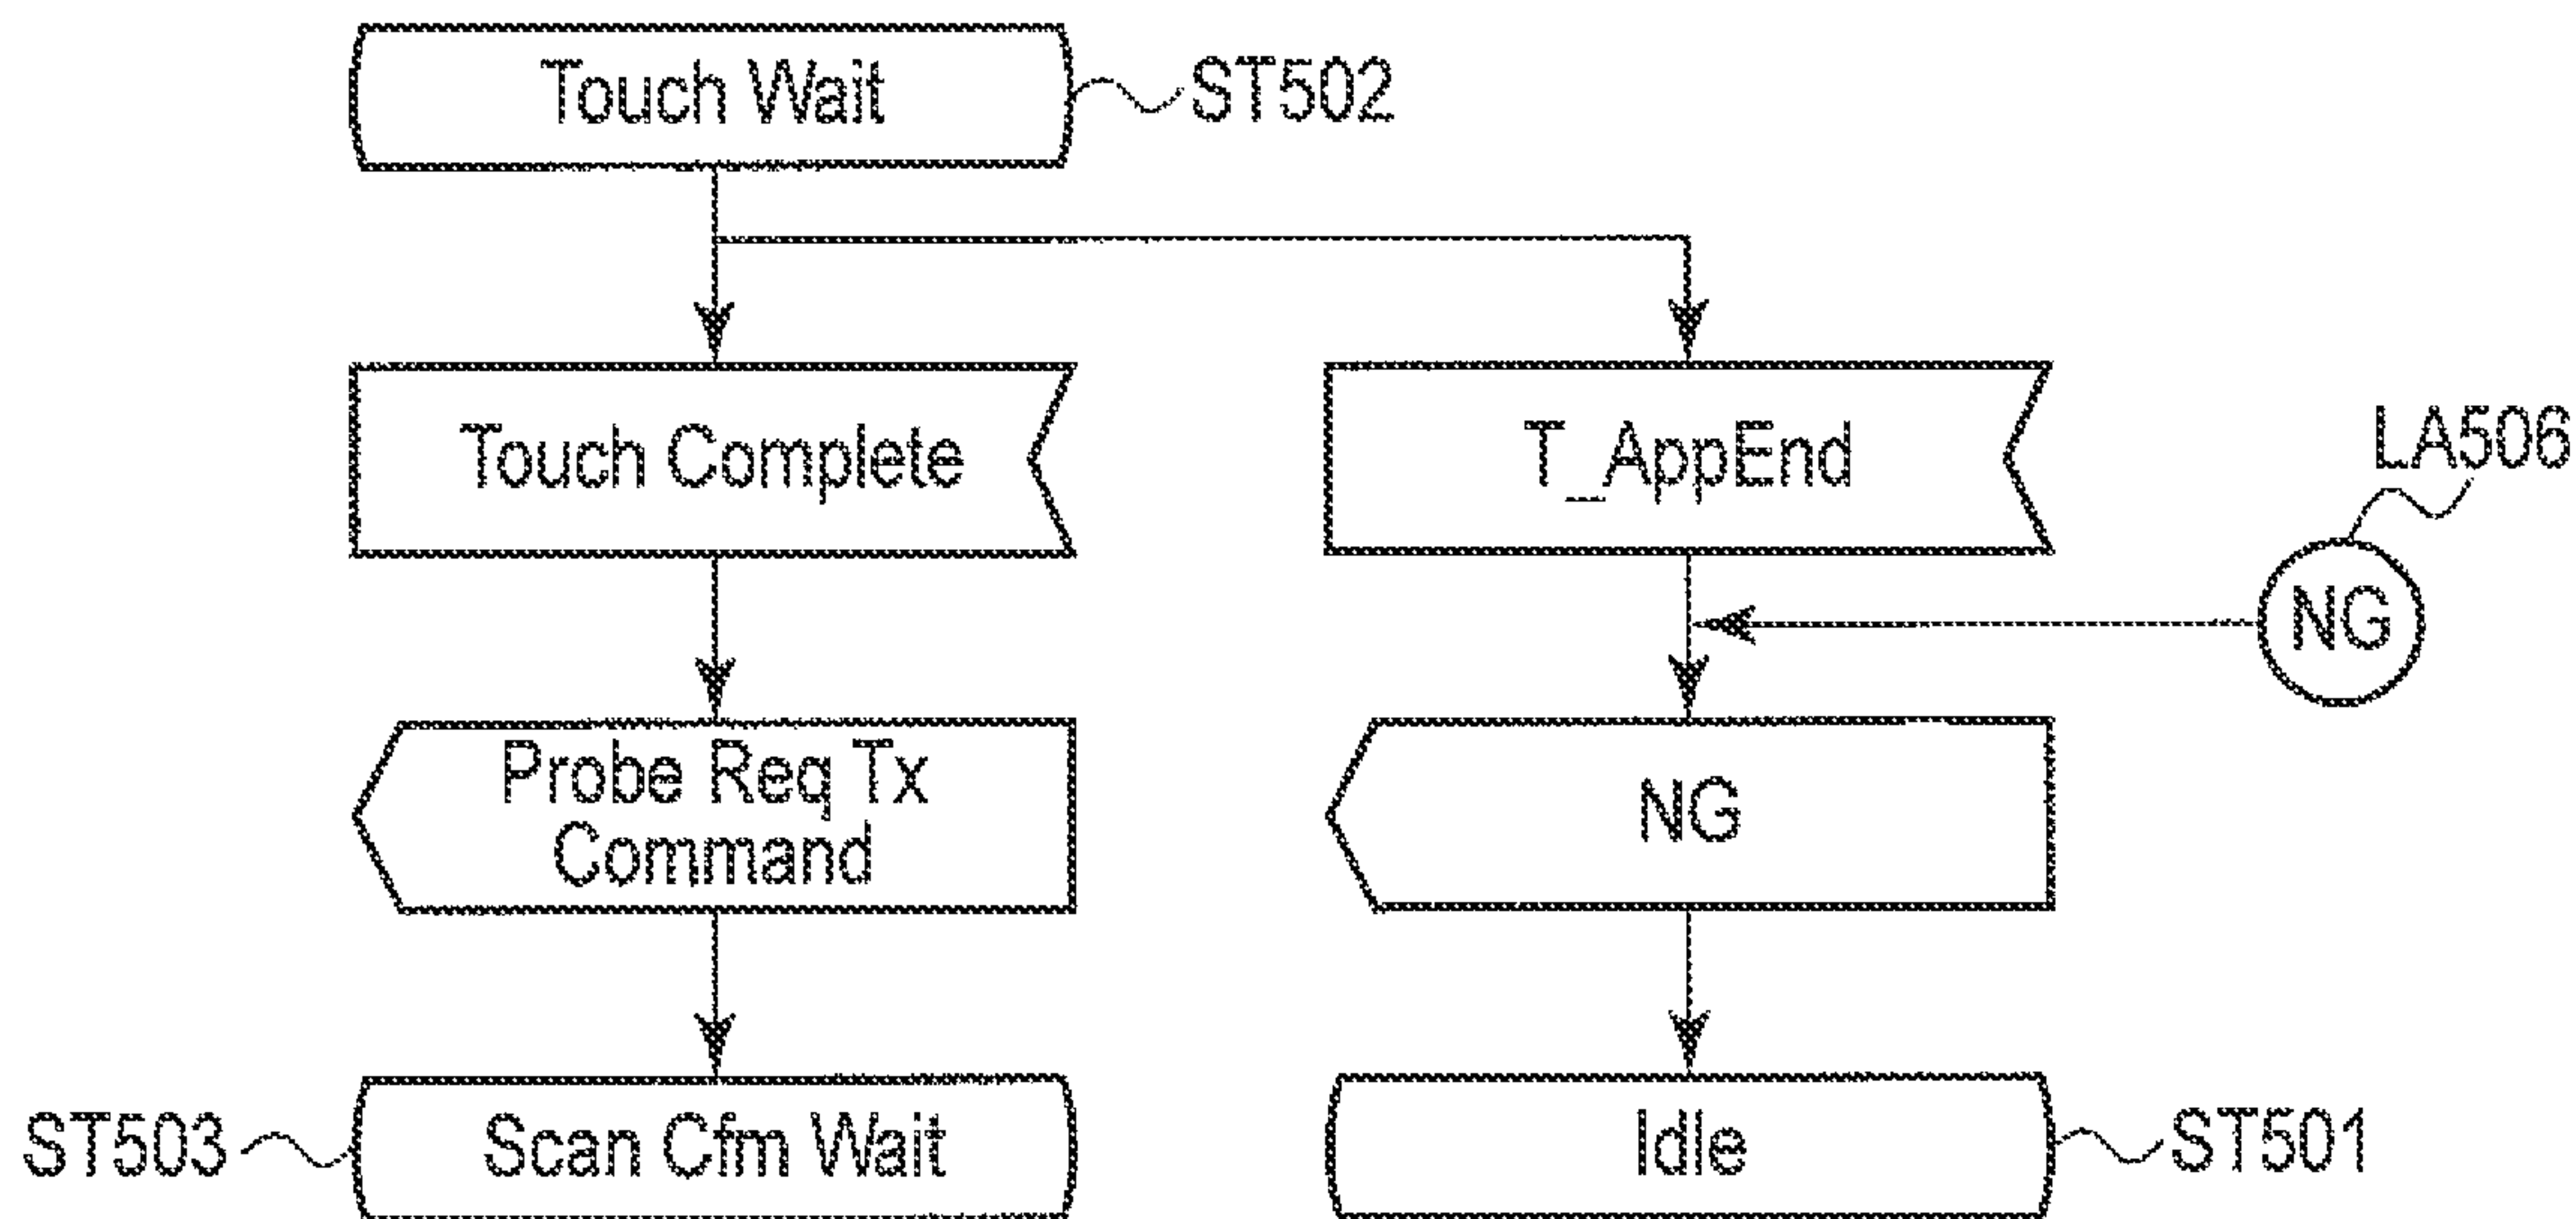 Touch Wait
ST502
Touch Complete
T_AppEnd
LA506
NG
Probe Req Tx
Command
NG
ST503
Scan Cfm Wait
Idle
ST501